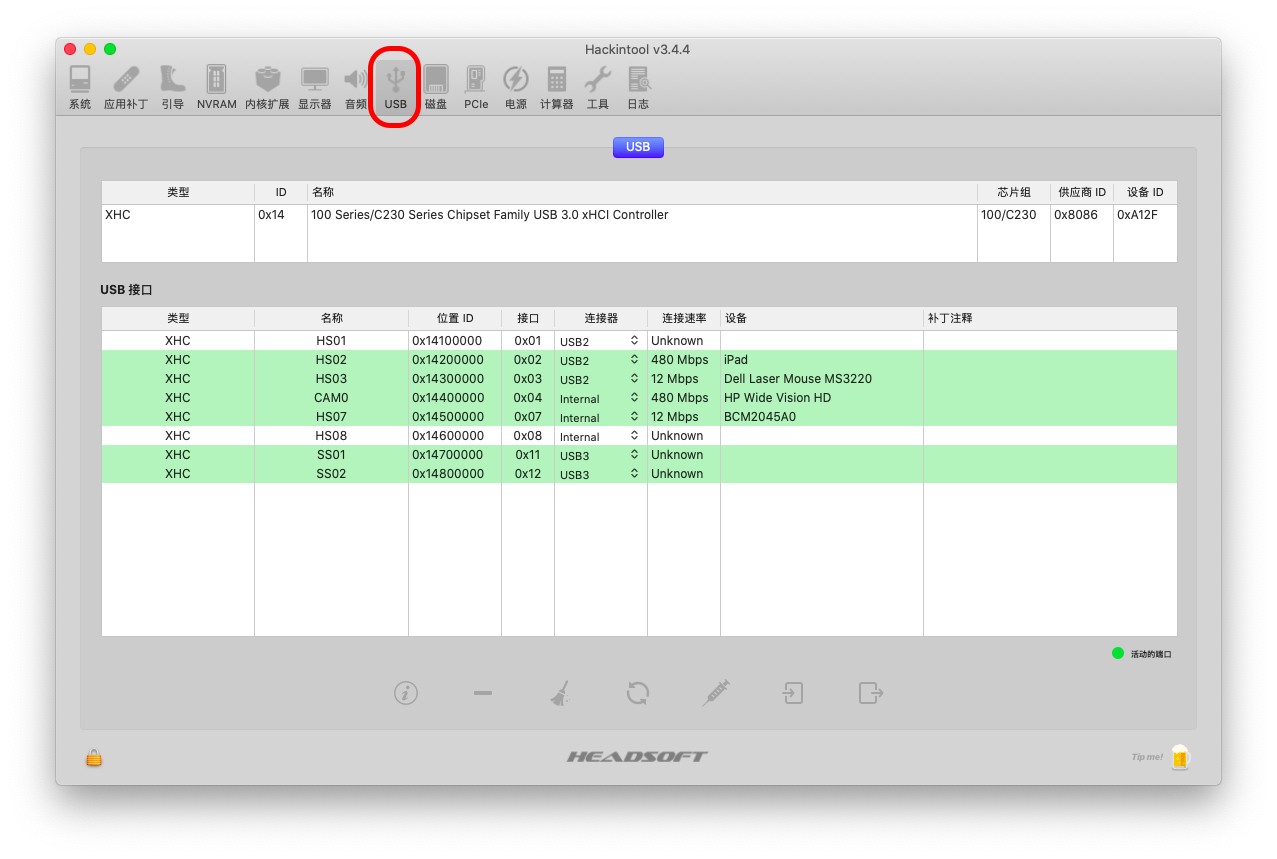 Hackintool v3.4.4
系统 应用补丁 引导 NVRAM 内核扩展 显示器 音频 USB 磁盘 PCIe 电源 计算器 工具 日志
USB
类型 ID 名称 芯片组 供应商 ID 设备 ID
XHC 0x14 100 Series/C230 Series Chipset Family USB 3.0 xHCI Controller 100/C230 0x8086 0xA12F
USB 接口
类型 名称 位置 ID 接口 连接器 连接速率 设备 补丁注释
XHC HS01 0x14100000 0x01 USB2 Unknown
XHC HS02 0x14200000 0x02 USB2 480 Mbps iPad
XHC HS03 0x14300000 0x03 USB2 12 Mbps Dell Laser Mouse MS3220
XHC CAM0 0x14400000 0x04 Internal 480 Mbps HP Wide Vision HD
XHC HS07 0x14500000 0x07 Internal 12 Mbps BCM2045A0
XHC HS08 0x14600000 0x08 Internal Unknown
XHC SS01 0x14700000 0x11 USB3 Unknown
XHC SS02 0x14800000 0x12 USB3 Unknown
活动的端口
HEADSOFT
Tip me!